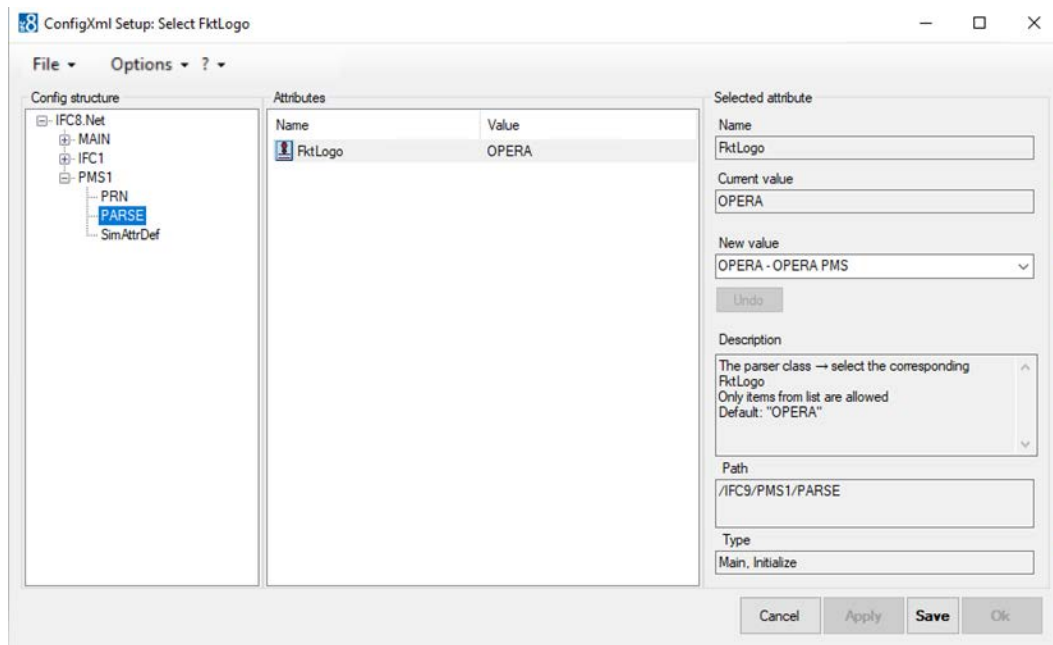 ConfigXml Setup: Select FktLogo
File Options ?
Config structure
IFC8.Net
MAIN
IFC1
PMS1
PRN
PARSE
SimAttrDef
Attributes
Name Value
FktLogo OPERA
Selected attribute
Name
FktLogo
Current value
OPERA
New value
OPERA - OPERA PMS
Undo
Description
The parser class → select the corresponding
FktLogo
Only items from list are allowed
Default: "OPERA"
Path
/IFC9/PMS1/PARSE
Type
Main, Initialize
Cancel Apply Save Ok